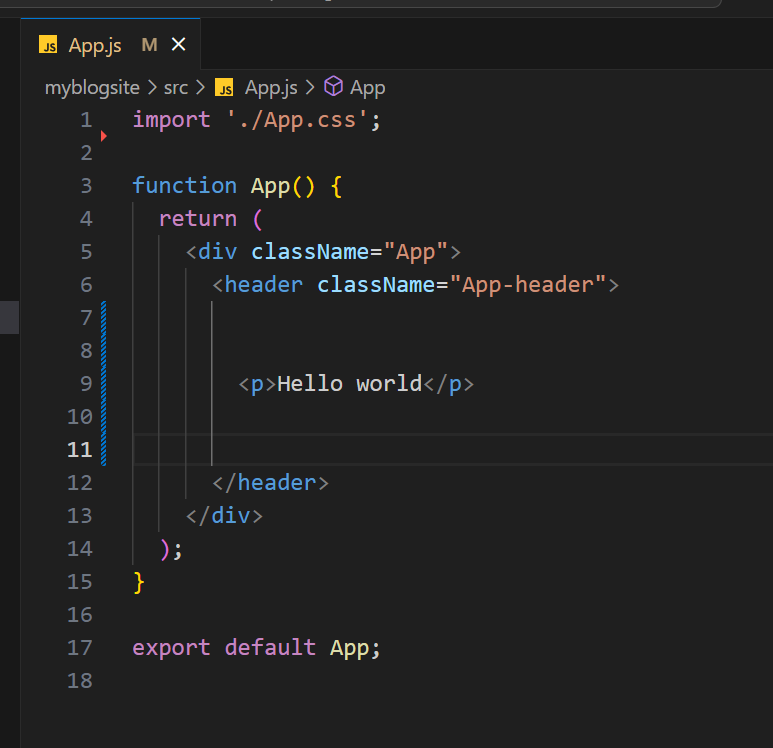 JS App.js M
myblogsite > src > JS App.js > App
1 import './App.css';
2
3 function App() {
4   return (
5     <div className="App">
6       <header className="App-header">
7
8
9         <p>Hello world</p>
10
11
12       </header>
13     </div>
14   );
15 }
16
17 export default App;
18